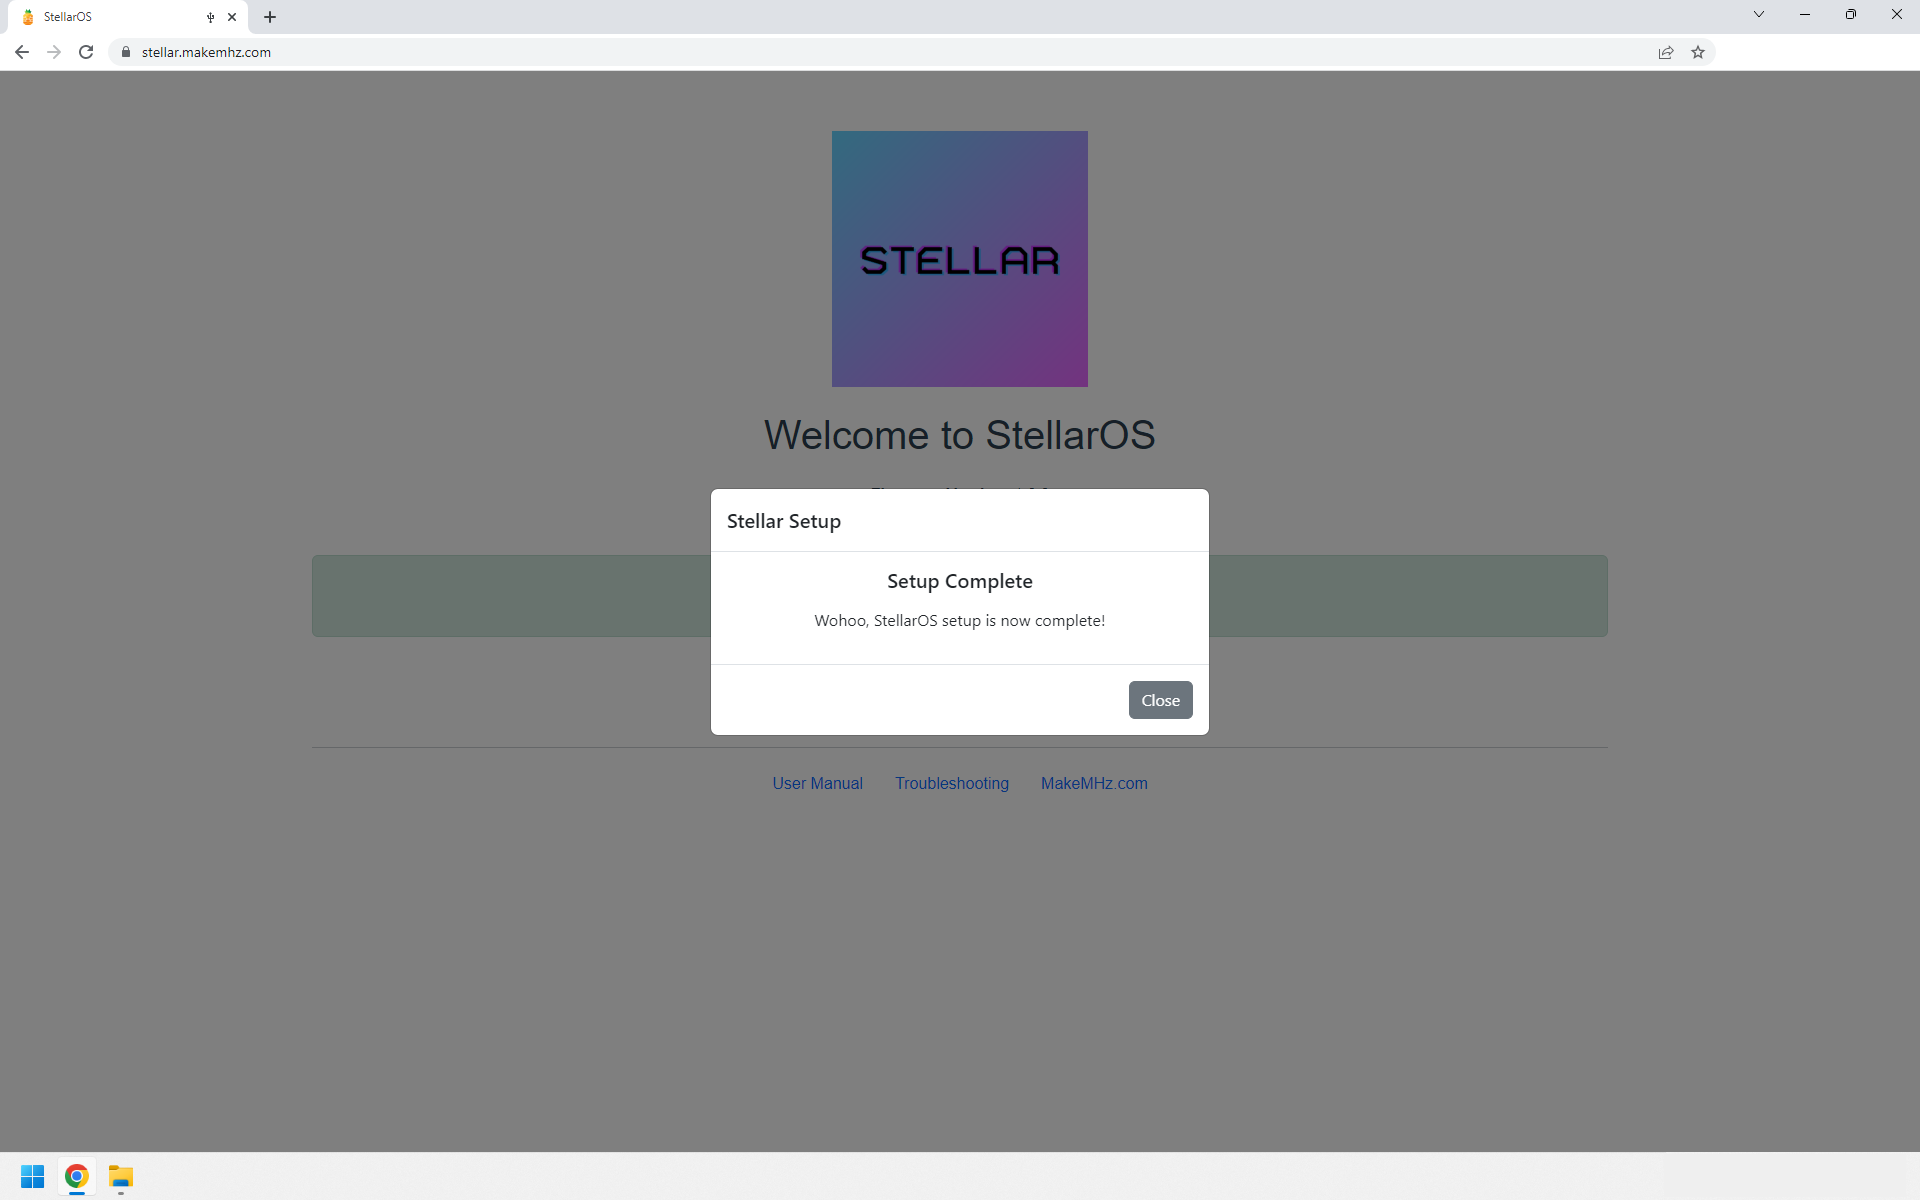 StellarOS
stellar.makemhz.com
STELLAR
Welcome to StellarOS
Stellar Setup
Setup Complete
Wohoo, StellarOS setup is now complete!
Close
User Manual Troubleshooting MakeMHz.com